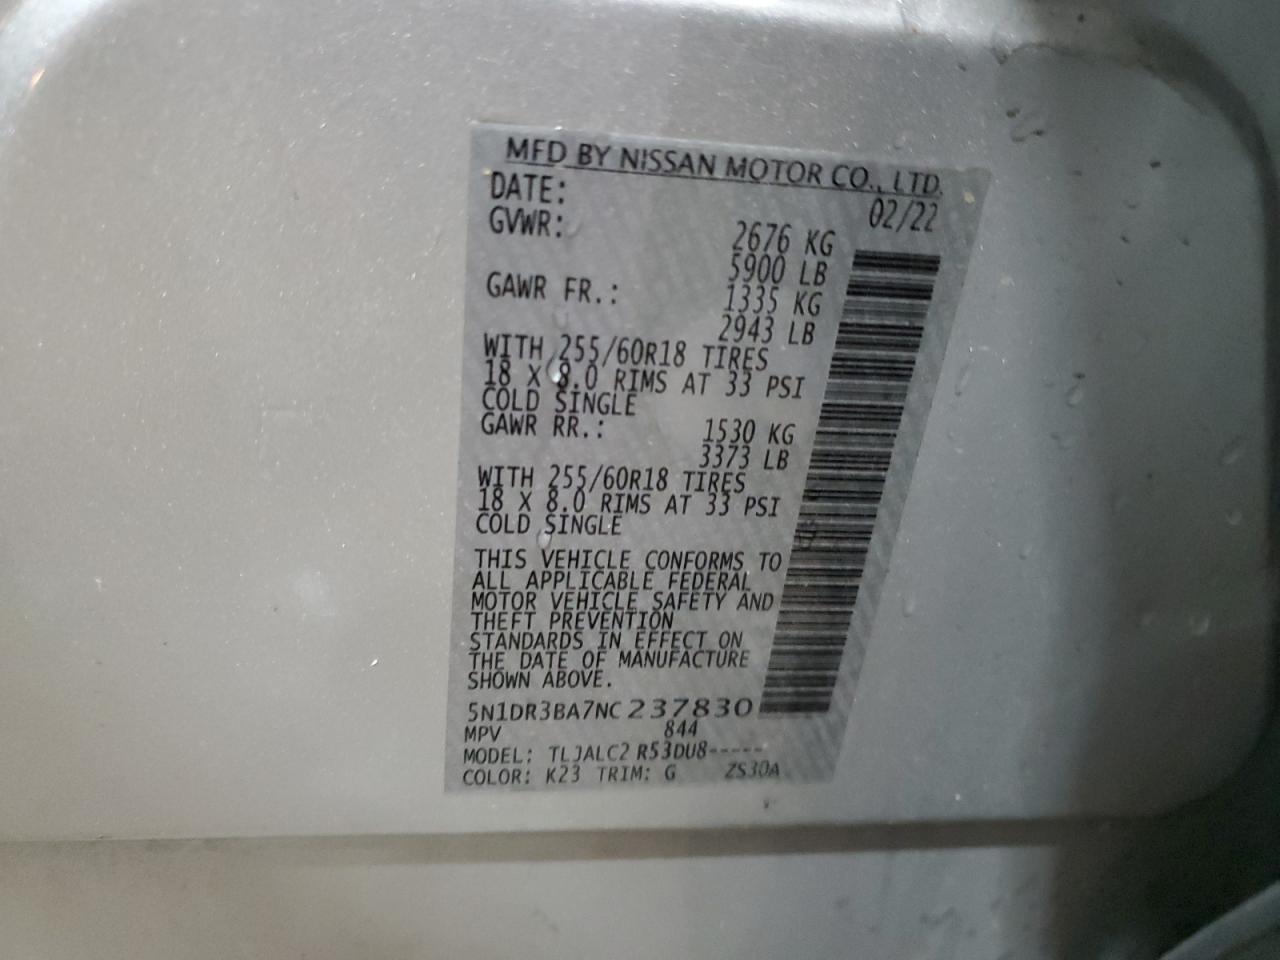 MFD BY NISSAN MOTOR CO., LTD.
DATE: 02/22
GVWR: 2676 KG
5900 LB
GAWR FR.: 1335 KG
2943 LB
WITH 255/60R18 TIRES
18 X 8.0 RIMS AT 33 PSI
COLD SINGLE
GAWR RR.: 1530 KG
3373 LB
WITH 255/60R18 TIRES
18 X 8.0 RIMS AT 33 PSI
COLD SINGLE
THIS VEHICLE CONFORMS TO
ALL APPLICABLE FEDERAL
MOTOR VEHICLE SAFETY AND
THEFT PREVENTION
STANDARDS IN EFFECT ON
THE DATE OF MANUFACTURE
SHOWN ABOVE.
5N1DR3BA7NC237830
MPV 844
MODEL: TLJALC2 R53DU8-----
COLOR: K23 TRIM: G ZS30A